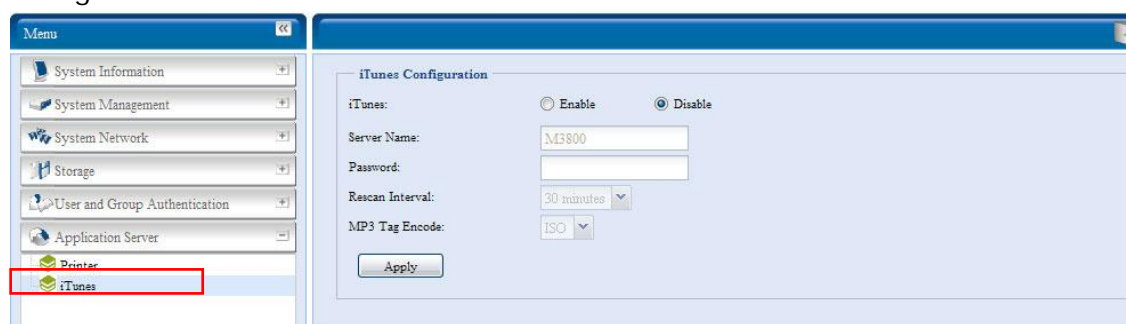 Menu
System Information
System Management
System Network
Storage
User and Group Authentication
Application Server
Printer
iTunes
iTunes Configuration
iTunes: Enable Disable
Server Name: M3800
Password:
Rescan Interval: 30 minutes
MP3 Tag Encode: ISO
Apply